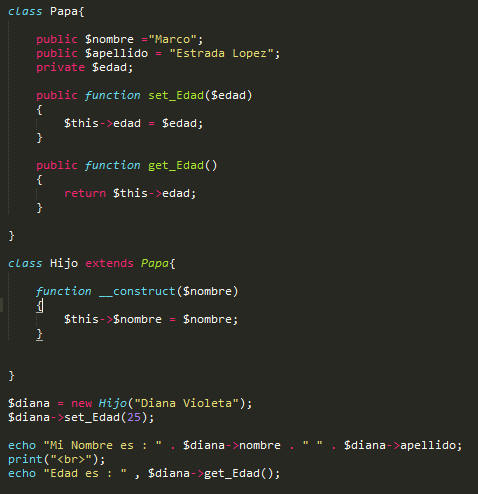 class Papa{
public $nombre ="Marco";
public $apellido = "Estrada Lopez";
private $edad;
public function set_Edad($edad)
{
$this->edad = $edad;
}
public function get_Edad()
{
return $this->edad;
}
}
class Hijo extends Papa{
function __construct($nombre)
{
$this->$nombre = $nombre;
}
}
$diana = new Hijo("Diana Violeta");
$diana->set_Edad(25);
echo "Mi Nombre es : " . $diana->nombre . " " . $diana->apellido;
print("<br>");
echo "Edad es : " , $diana->get_Edad();